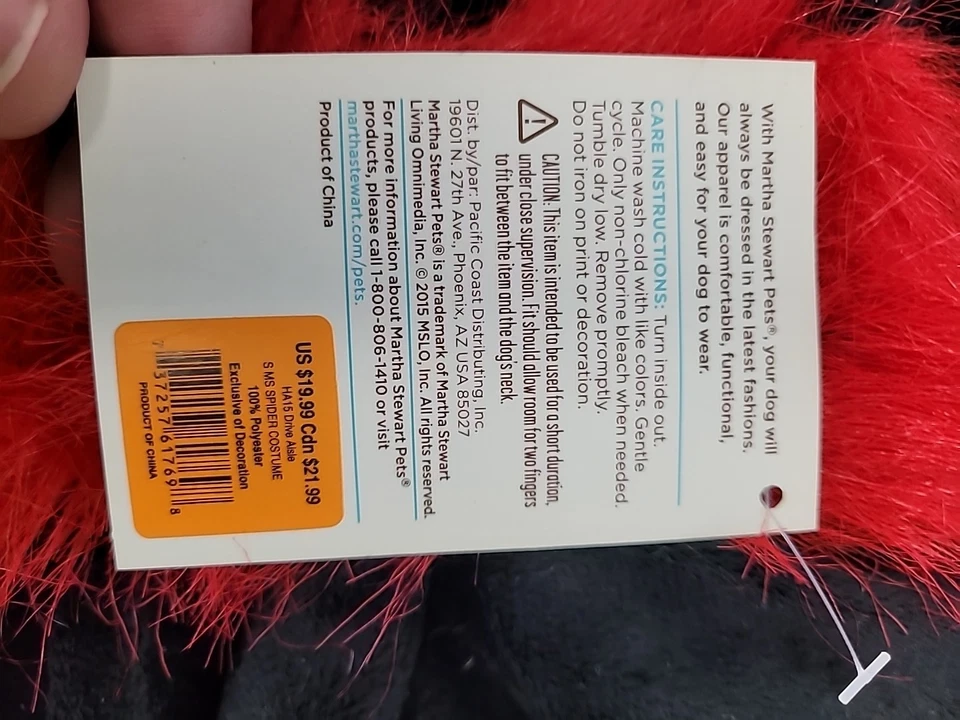 With Martha Stewart Pets®, your dog will
always be dressed in the latest fashions.
Our apparel is comfortable, functional,
and easy for your dog to wear.
CARE INSTRUCTIONS: Turn inside out.
Machine wash cold with like colors. Gentle
cycle. Only non-chlorine bleach when needed.
Tumble dry low. Remove promptly.
Do not iron on print or decoration.
CAUTION: This item is intended to be used for a short duration,
under close supervision. Fit should allow room for two fingers
to fit between the item and the dog's neck.
Dist. by/par: Pacific Coast Distributing, Inc.
19601 N. 27th Ave., Phoenix, AZ USA 85027
Martha Stewart Pets® is a trademark of Martha Stewart
Living Omnimedia, Inc. © 2015 MSLO, Inc. All rights reserved.
For more information about Martha Stewart Pets®
products, please call 1-800-806-1410 or visit
marthastewart.com/pets.
Product of China
US $19.99 Cdn $21.99
HA15 Drive Aisle
S MS SPIDER COSTUME
100% Polyester
Exclusive of Decoration
7 37257 61769 8
PRODUCT OF CHINA